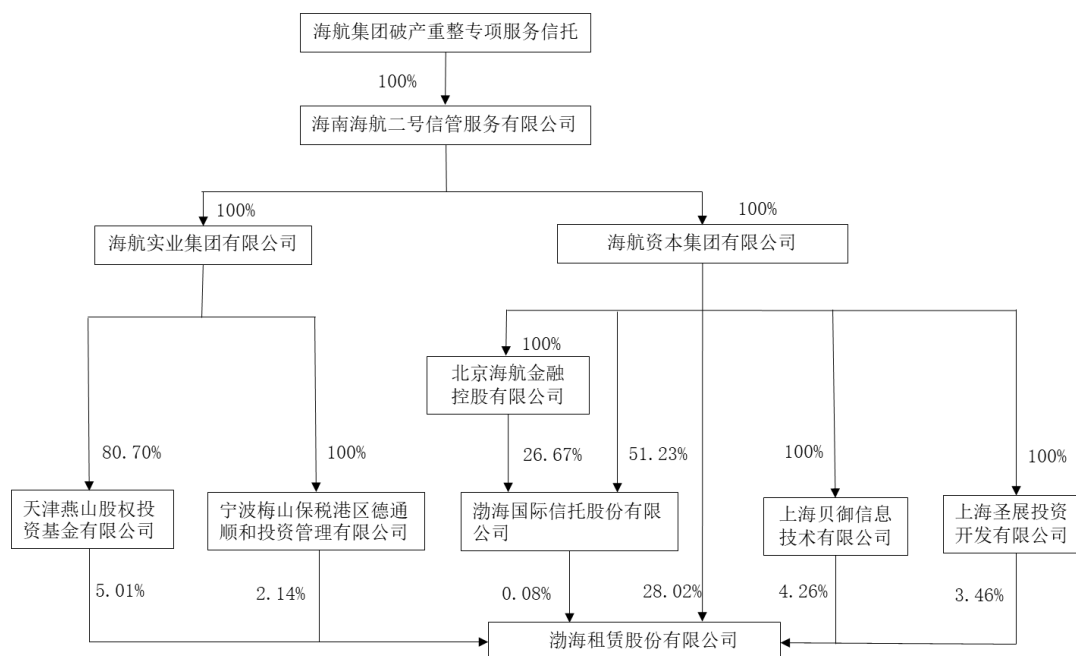 海航集团破产重整专项服务信托
100%
海南海航二号信管服务有限公司
100%
100%
海航实业集团有限公司
海航资本集团有限公司
100%
北京海航金融
控股有限公司
80.70%
100%
26.67%
51.23%
100%
100%
天津燕山股权投
资基金有限公司
宁波梅山保税港区德通
顺和投资管理有限公司
渤海国际信托股份有限
公司
上海贝御信息
技术有限公司
上海圣展投资
开发有限公司
5.01%
2.14%
0.08%
28.02%
4.26%
3.46%
渤海租赁股份有限公司